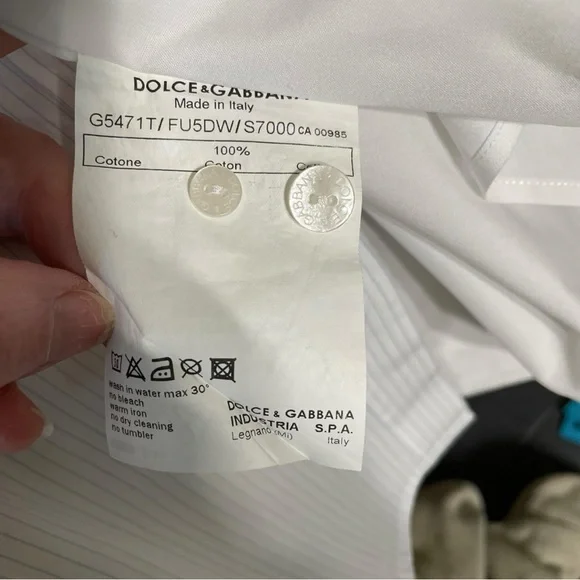 DOLCE&GABBANA
Made in Italy
G5471T/FU5DW/S7000 CA 00985
100%
Cotone Coton
wash in water max 30°
no bleach
warm iron
no dry cleaning
no tumbler
DOLCE & GABBANA
INDUSTRIA S.P.A.
Legnano (MI) Italy